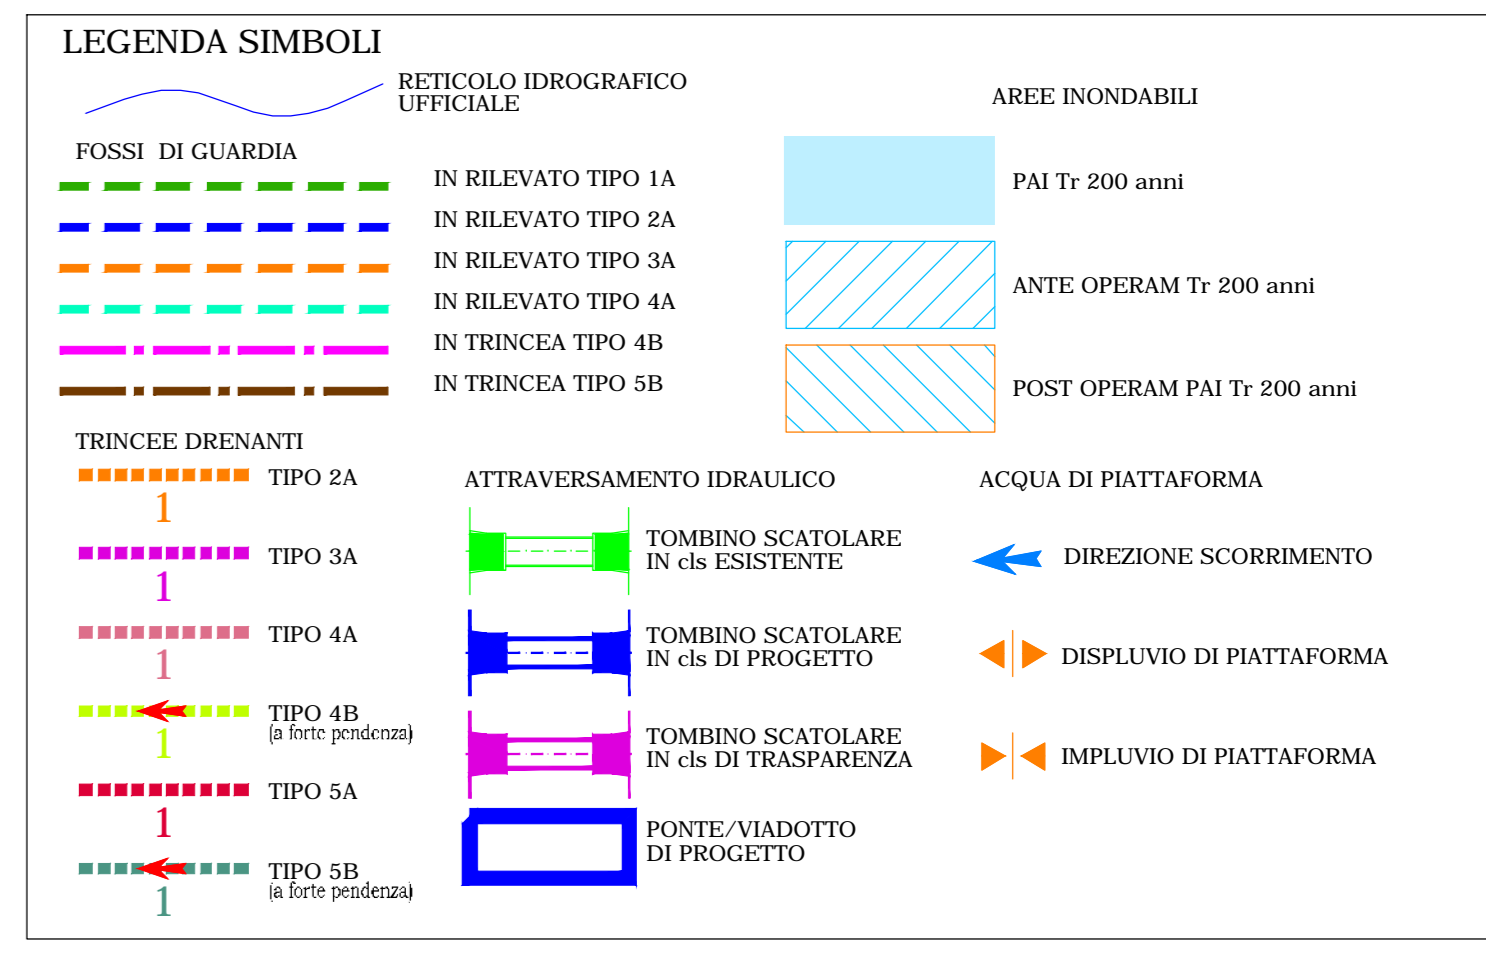 LEGENDA SIMBOLI
RETICOLO IDROGRAFICO
UFFICIALE
FOSSI DI GUARDIA
IN RILEVATO TIPO 1A
IN RILEVATO TIPO 2A
IN RILEVATO TIPO 3A
IN RILEVATO TIPO 4A
IN TRINCEA TIPO 4B
IN TRINCEA TIPO 5B
AREE INONDABILI
PAI Tr 200 anni
ANTE OPERAM Tr 200 anni
POST OPERAM PAI Tr 200 anni
TRINCEE DRENANTI
TIPO 2A
1
TIPO 3A
1
TIPO 4A
1
TIPO 4B
(a forte pendenza)
1
TIPO 5A
1
TIPO 5B
(a forte pendenza)
1
ATTRAVERSAMENTO IDRAULICO
TOMBINO SCATOLARE
IN cls ESISTENTE
TOMBINO SCATOLARE
IN cls DI PROGETTO
TOMBINO SCATOLARE
IN cls DI TRASPARENZA
PONTE/VIADOTTO
DI PROGETTO
ACQUA DI PIATTAFORMA
DIREZIONE SCORRIMENTO
DISPLUVIO DI PIATTAFORMA
IMPLUVIO DI PIATTAFORMA